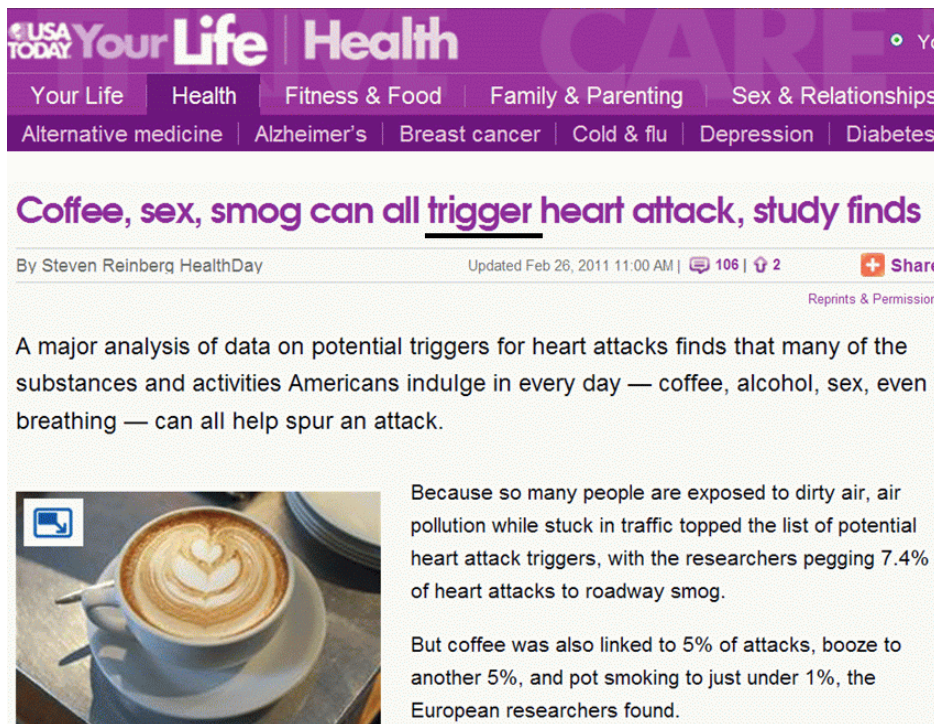 USA TODAY Your Life Health
Your Life Health Fitness & Food Family & Parenting Sex & Relationships
Alternative medicine Alzheimer's Breast cancer Cold & flu Depression Diabetes
Coffee, sex, smog can all trigger heart attack, study finds
By Steven Reinberg HealthDay Updated Feb 26, 2011 11:00 AM | 106 | 2 Share
Reprints & Permission
A major analysis of data on potential triggers for heart attacks finds that many of the
substances and activities Americans indulge in every day — coffee, alcohol, sex, even
breathing — can all help spur an attack.
Because so many people are exposed to dirty air, air
pollution while stuck in traffic topped the list of potential
heart attack triggers, with the researchers pegging 7.4%
of heart attacks to roadway smog.
But coffee was also linked to 5% of attacks, booze to
another 5%, and pot smoking to just under 1%, the
European researchers found.